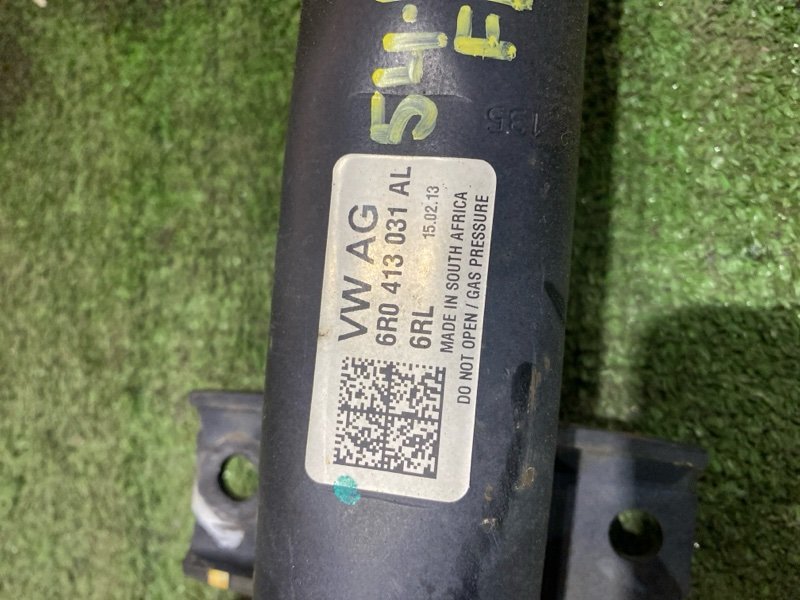 VW AG
6R0 413 031 AL
6RL 15.02.13
MADE IN SOUTH AFRICA
DO NOT OPEN / GAS PRESSURE
135